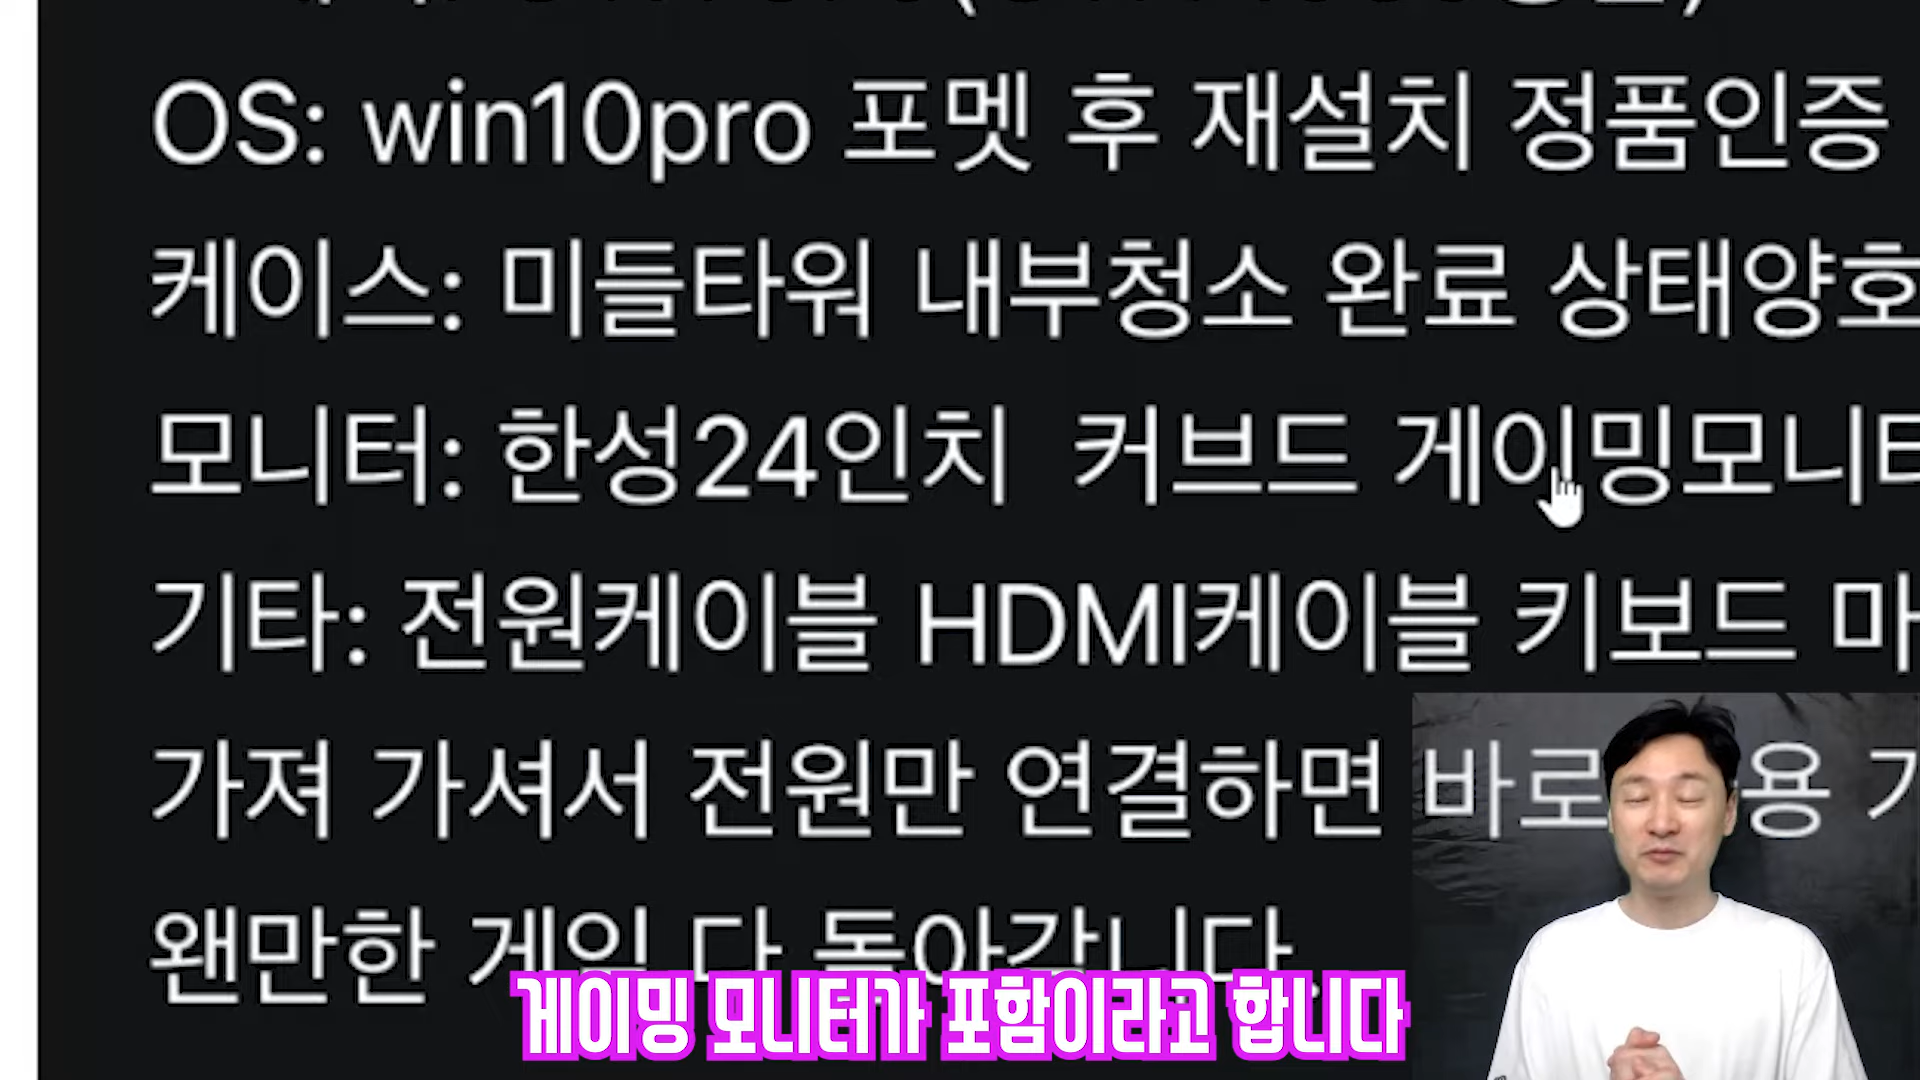 OS: win10pro 포멧 후 재설치 정품인증
케이스: 미들타워 내부청소 완료 상태양호
모니터: 한성24인치 커브드 게이밍모니터
기타: 전원케이블 HDMI케이블 키보드 마
가져 가셔서 전원만 연결하면 바로
왠만한 게임 다 돌아갑니다.
게이밍 모니터가 포함이라고 합니다